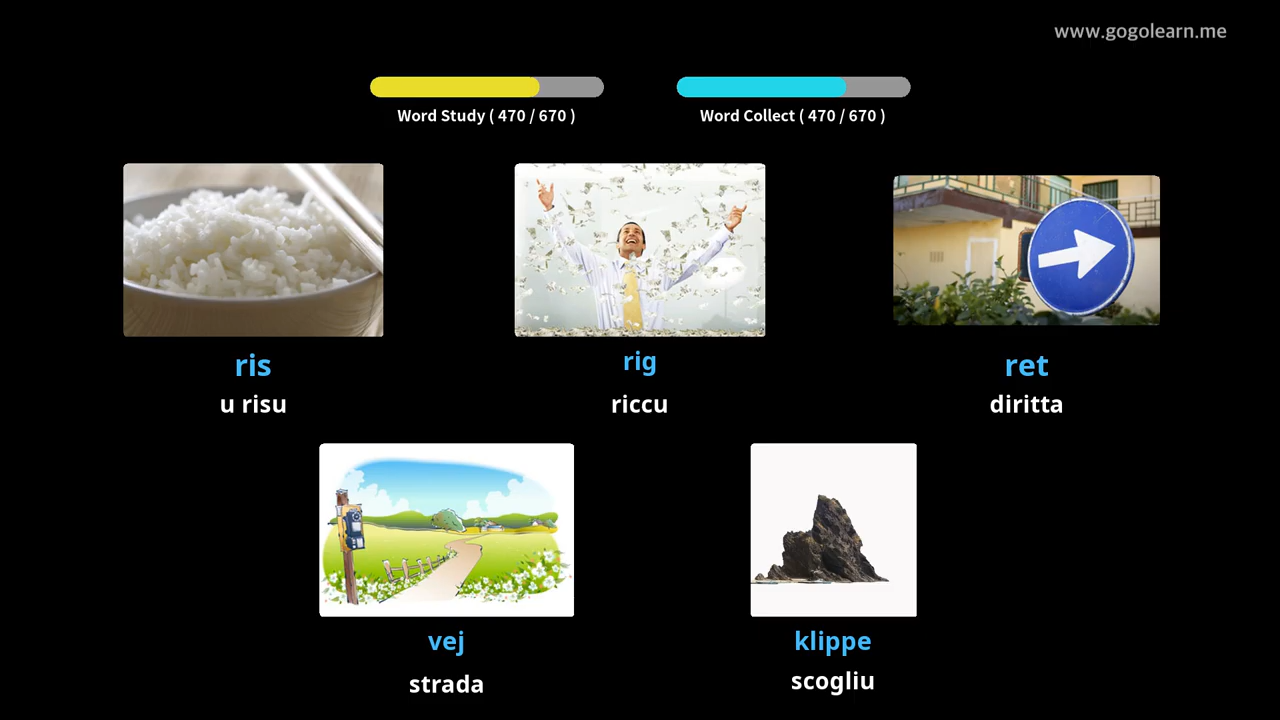 www.gogolearn.me
Word Study ( 470 / 670 )
Word Collect ( 470 / 670 )
ris
rig
ret
u risu
riccu
diritta
vej
klippe
strada
scogliu